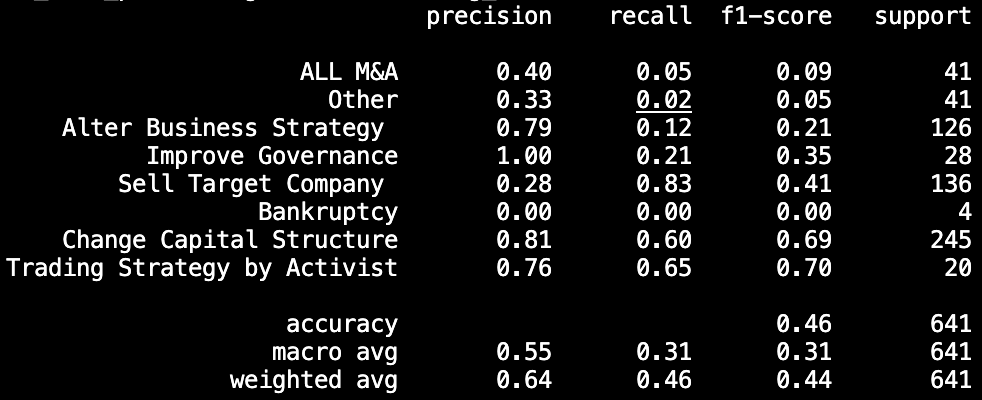 precision recall f1-score support
ALL M&A 0.40 0.05 0.09 41
Other 0.33 0.02 0.05 41
Alter Business Strategy 0.79 0.12 0.21 126
Improve Governance 1.00 0.21 0.35 28
Sell Target Company 0.28 0.83 0.41 136
Bankruptcy 0.00 0.00 0.00 4
Change Capital Structure 0.81 0.60 0.69 245
Trading Strategy by Activist 0.76 0.65 0.70 20
accuracy 0.46 641
macro avg 0.55 0.31 0.31 641
weighted avg 0.64 0.46 0.44 641